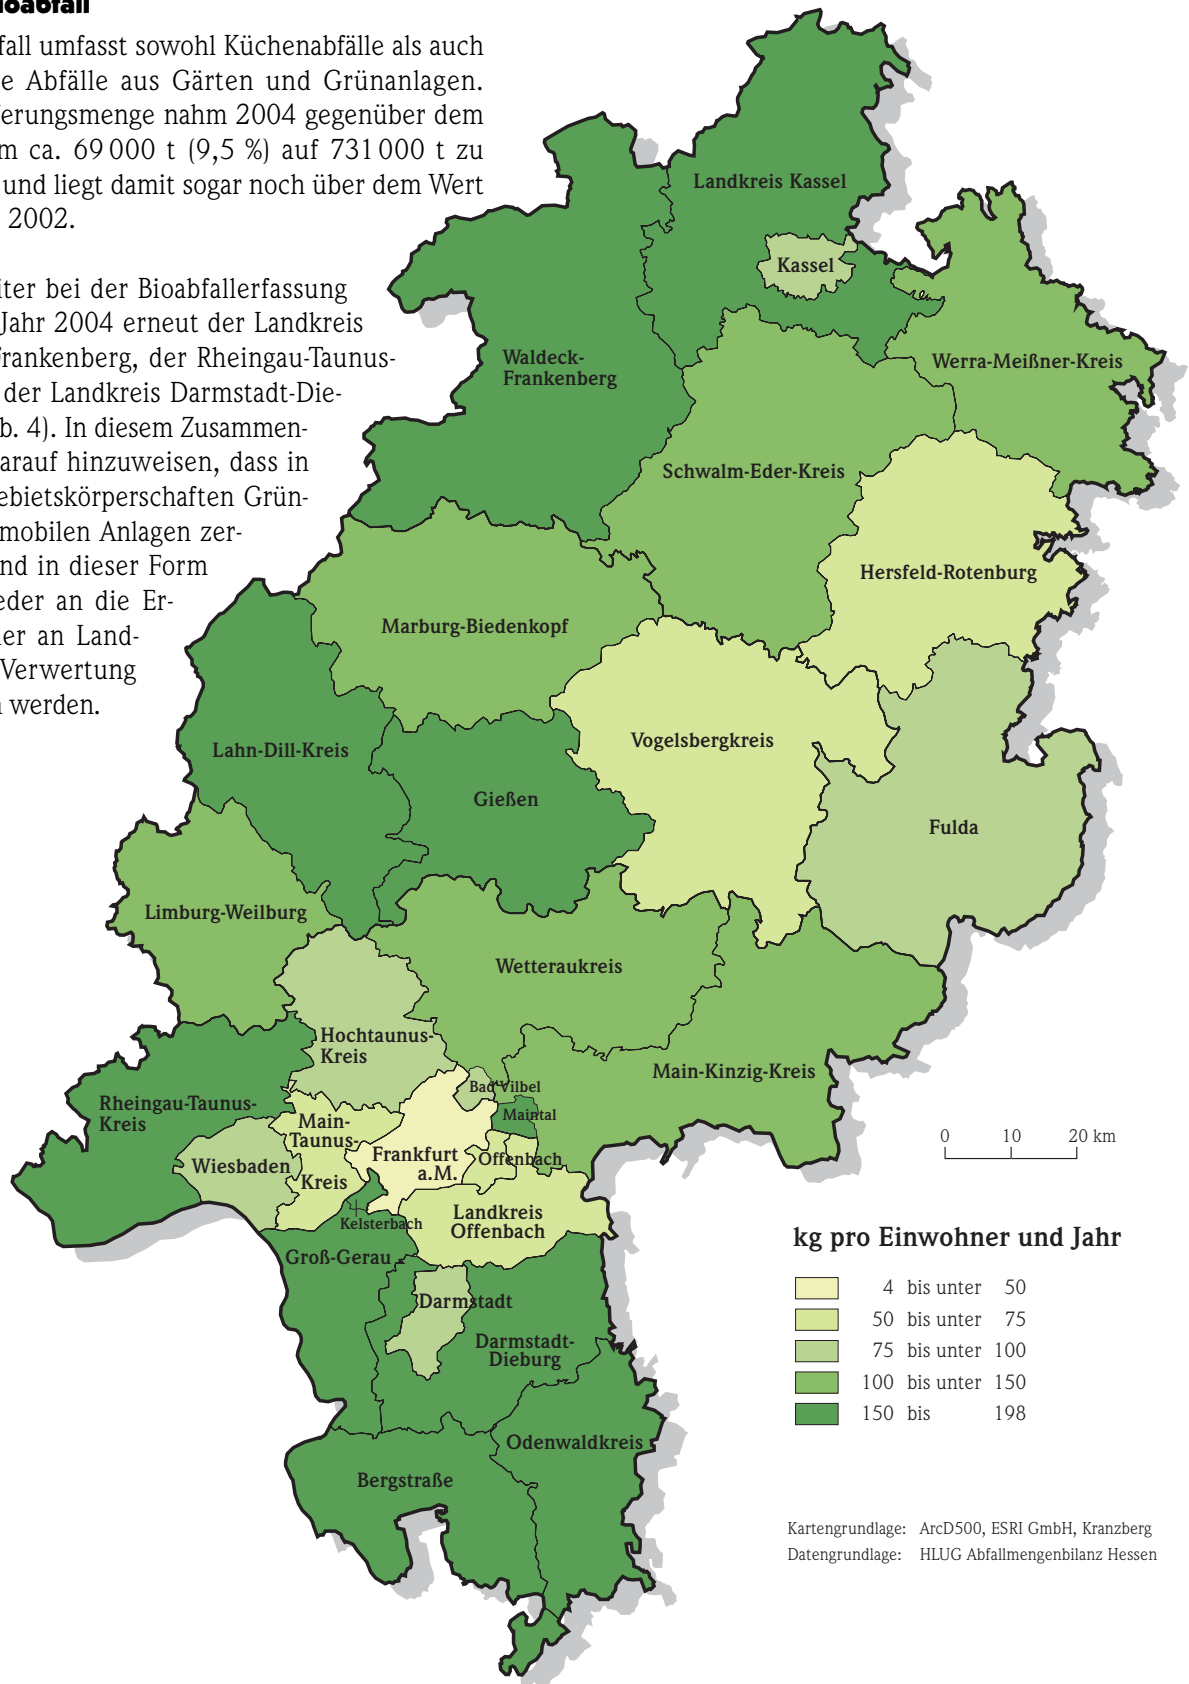 ioabfall
fall umfasst sowohl Küchenabfälle als auch
e Abfälle aus Gärten und Grünanlagen.
erungsmenge nahm 2004 gegenüber dem
m ca. 69 000 t (9,5 %) auf 731 000 t zu
und liegt damit sogar noch über dem Wert
2002.
iter bei der Bioabfallerfassung
Jahr 2004 erneut der Landkreis
Frankenberg, der Rheingau-Taunus-
der Landkreis Darmstadt-Die-
b. 4). In diesem Zusammen-
arauf hinzuweisen, dass in
ebietskörperschaften Grün-
mobilen Anlagen zer-
nd in dieser Form
eder an die Er-
er an Land-
Verwertung
werden.
Landkreis Kassel
Kassel
Waldeck-
Frankenberg
Werra-Meißner-Kreis
Schwalm-Eder-Kreis
Hersfeld-Rotenburg
Marburg-Biedenkopf
Lahn-Dill-Kreis
Vogelsbergkreis
Gießen
Fulda
Limburg-Weilburg
Wetteraukreis
Hochtaunus-
Kreis
Main-Kinzig-Kreis
Bad Vilbel
Rheingau-Taunus-
Kreis
Maintal
Main-
Taunus-
Kreis
Frankfurt
a.M.
Offenbach
Wiesbaden
Landkreis
Offenbach
Kelsterbach
Groß-Gerau
Darmstadt
Darmstadt-
Dieburg
Odenwaldkreis
Bergstraße
0 10 20 km
kg pro Einwohner und Jahr
4 bis unter 50
50 bis unter 75
75 bis unter 100
100 bis unter 150
150 bis 198
Kartengrundlage: ArcD500, ESRI GmbH, Kranzberg
Datengrundlage: HLUG Abfallmengenbilanz Hessen